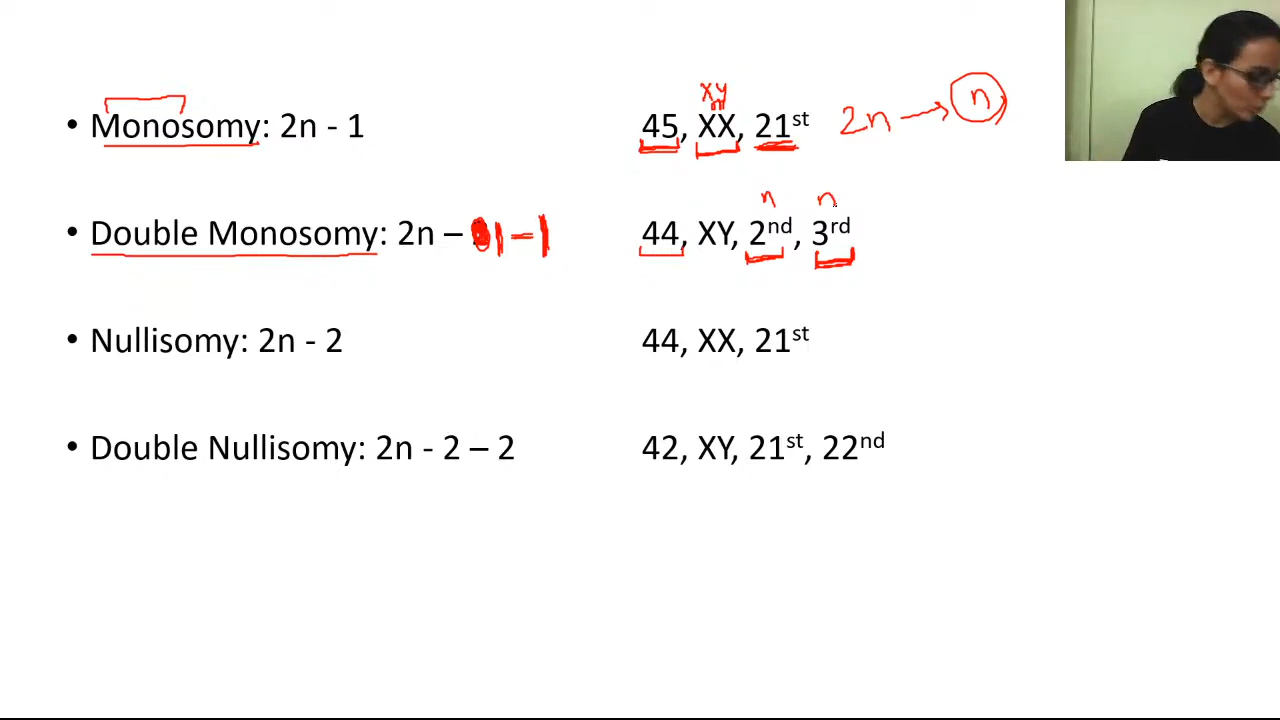 XY
• Monosomy: 2n - 1 45, XX, 21st 2n → n
n n
• Double Monosomy: 2n – 1 – 1 44, XY, 2nd, 3rd
• Nullisomy: 2n - 2 44, XX, 21st
• Double Nullisomy: 2n - 2 – 2 42, XY, 21st, 22nd